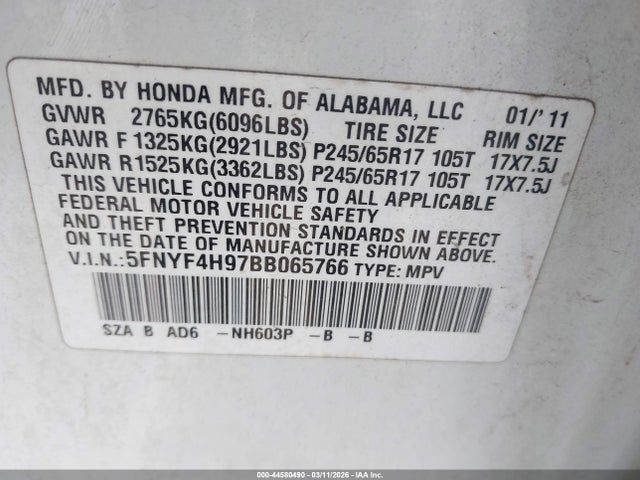 MFD. BY HONDA MFG. OF ALABAMA, LLC 01/'11
GVWR 2765KG(6096LBS) TIRE SIZE RIM SIZE
GAWR F 1325KG(2921LBS) P245/65R17 105T 17X7.5J
GAWR R1525KG(3362LBS) P245/65R17 105T 17X7.5J
THIS VEHICLE CONFORMS TO ALL APPLICABLE
FEDERAL MOTOR VEHICLE SAFETY
AND THEFT PREVENTION STANDARDS IN EFFECT
ON THE DATE OF MANUFACTURE SHOWN ABOVE.
V.I.N.:5FNYF4H97BB065766 TYPE: MPV
SZA B AD6 -NH603P -B -B
000-44580490 - 03/11/2026 - IAAI.COM